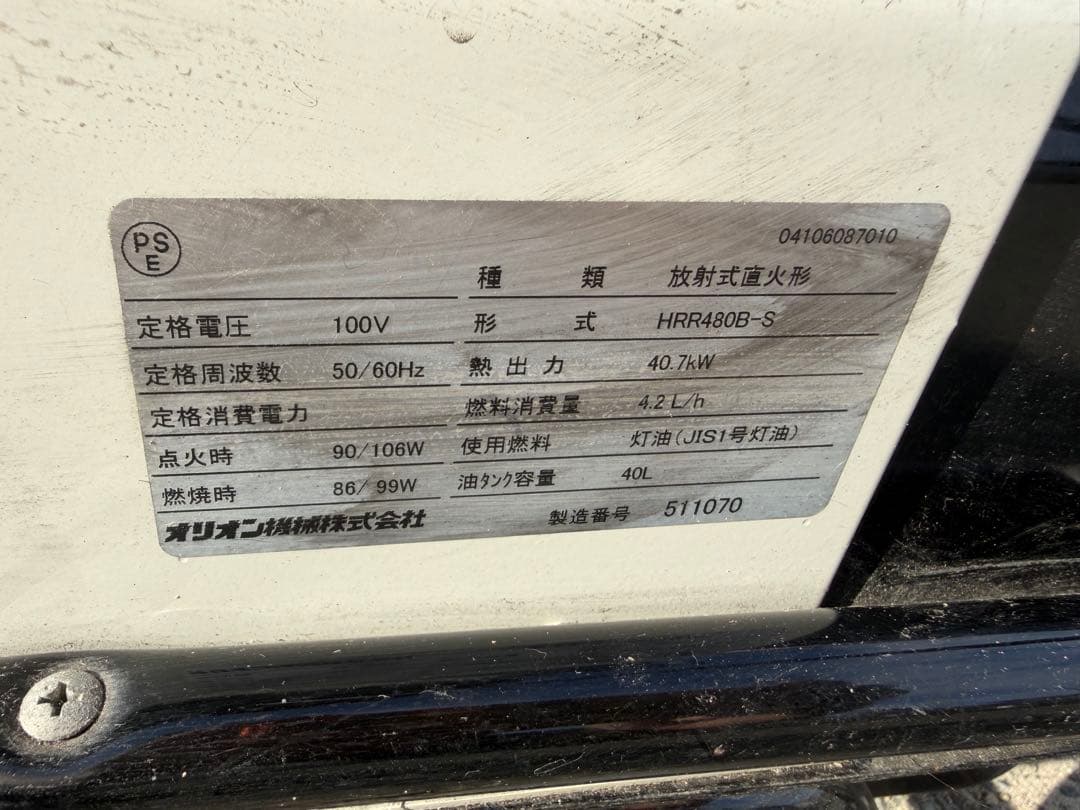 PS
E
04106087010
種類 放射式直火形
定格電圧 100V 形式 HRR480B-S
定格周波数 50/60Hz 熱出力 40.7kW
定格消費電力 燃料消費量 4.2L/h
点火時 90/106W 使用燃料 灯油(JIS1号灯油)
燃焼時 86/99W 油タンク容量 40L
オリオン機械株式会社 製造番号 511070